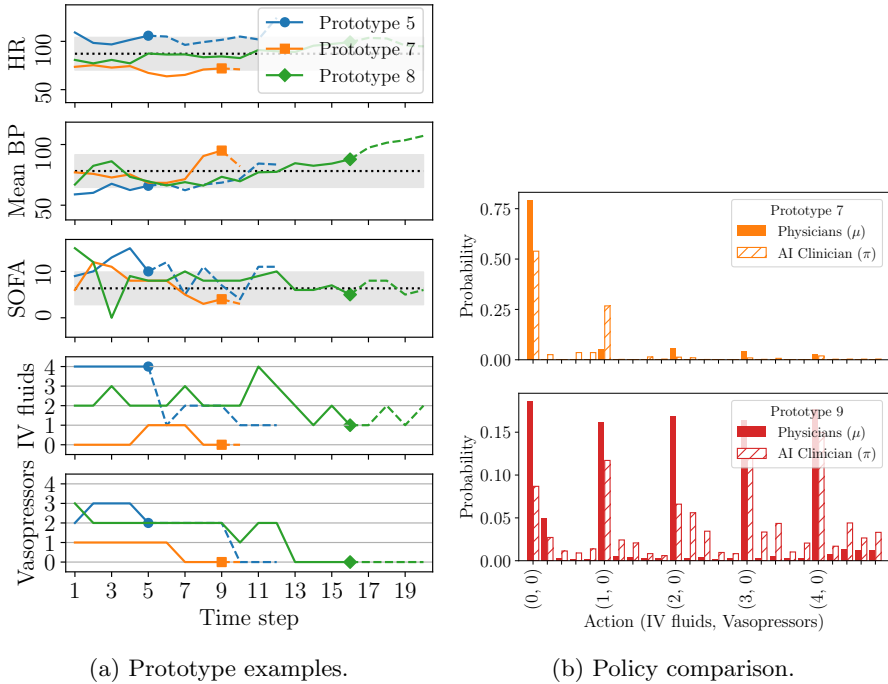 HR
100
50
Prototype 5
Prototype 7
Prototype 8
Mean BP
100
50
SOFA
10
0
IV fluids
4
3
2
1
0
Vasopressors
4
3
2
1
0
1 3 5 7 9 11 13 15 17 19
Time step
(a) Prototype examples.
Probability
0.75
0.50
0.25
0.00
Prototype 7
Physicians (μ)
AI Clinician (π)
Probability
0.15
0.10
0.05
0.00
Prototype 9
Physicians (μ)
AI Clinician (π)
(0, 0) (1, 0) (2, 0) (3, 0) (4, 0)
Action (IV fluids, Vasopressors)
(b) Policy comparison.